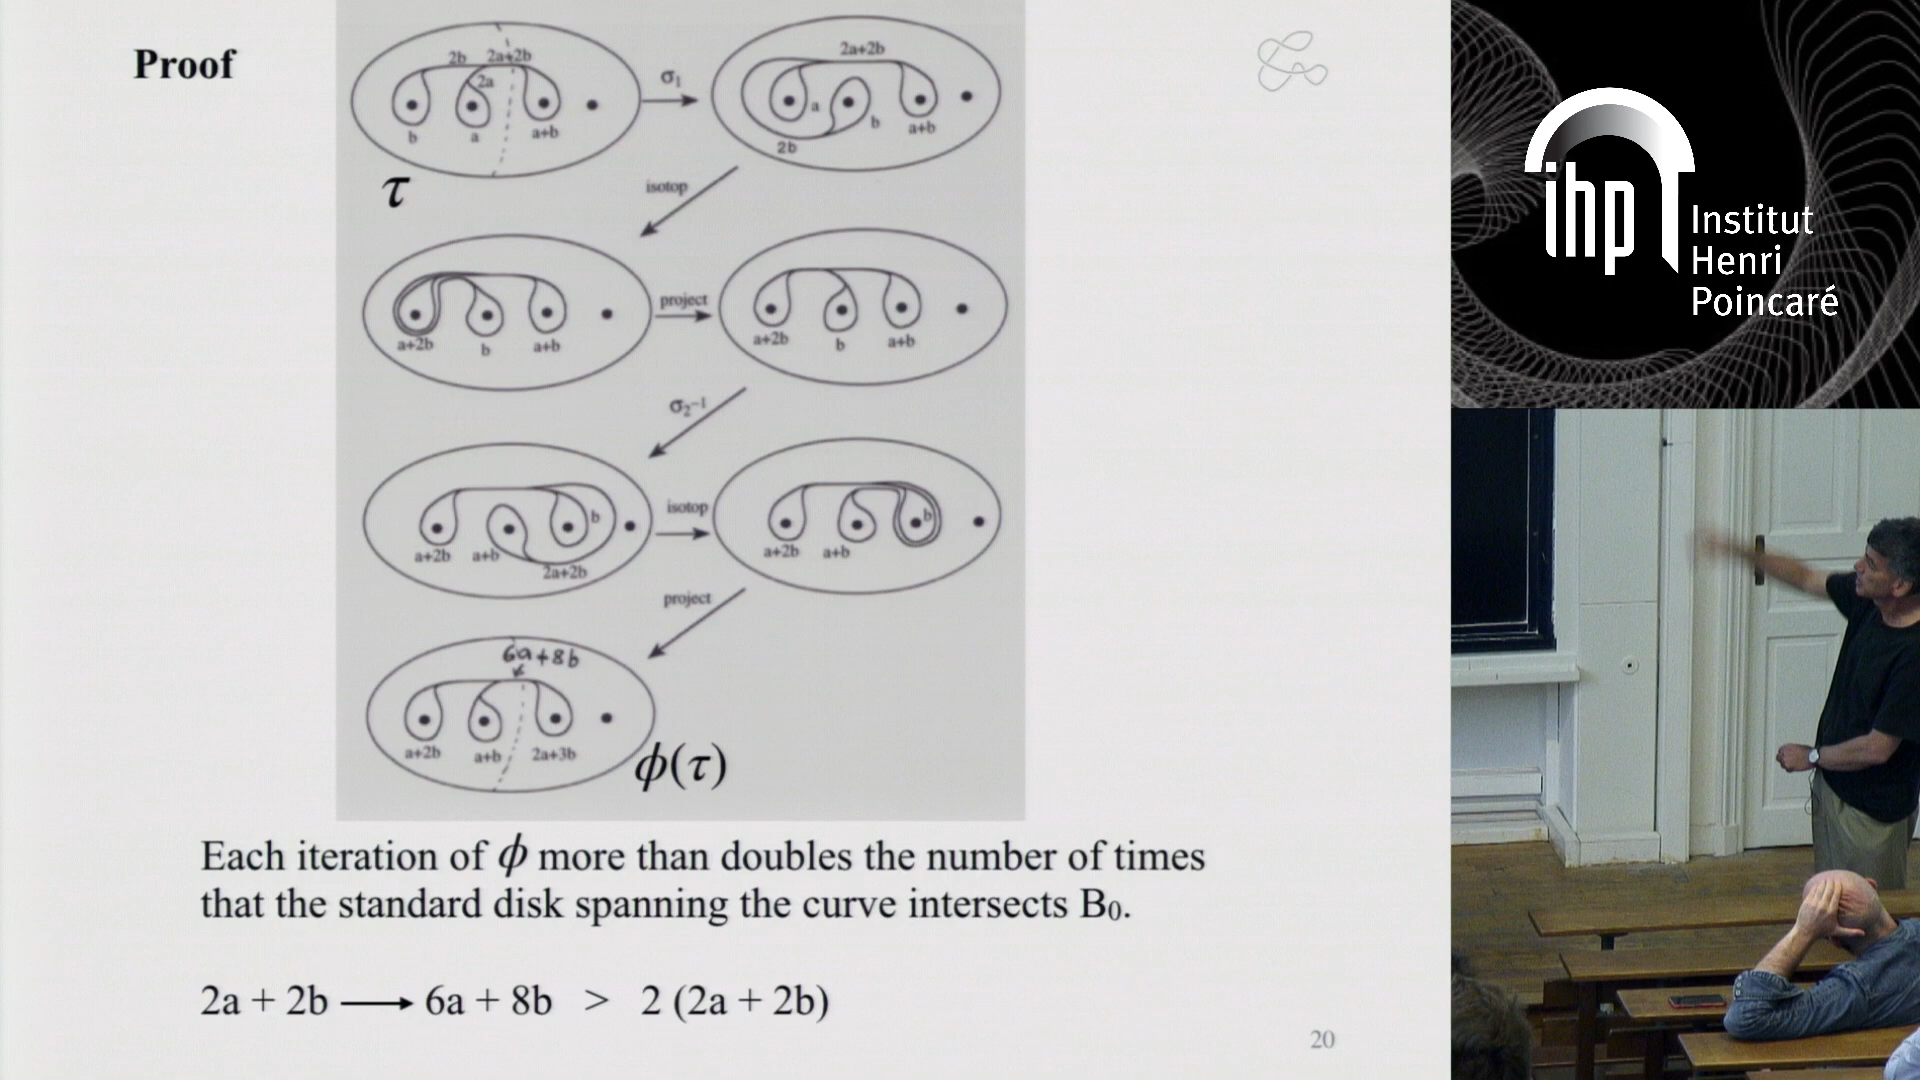 Proof
2b 2a+2b
2a
b a a+b
τ
σ₁
2a+2b
a
b
a+b
2b
isotop
a+2b b a+b
project
a+2b b a+b
σ₂⁻¹
b
a+2b a+b
2a+2b
isotop
b
a+2b a+b
project
6a+8b
a+2b a+b 2a+3b
ϕ(τ)
Each iteration of ϕ more than doubles the number of times
that the standard disk spanning the curve intersects B₀.
2a + 2b ⟶ 6a + 8b > 2 (2a + 2b)
20
ihp
Institut
Henri
Poincaré